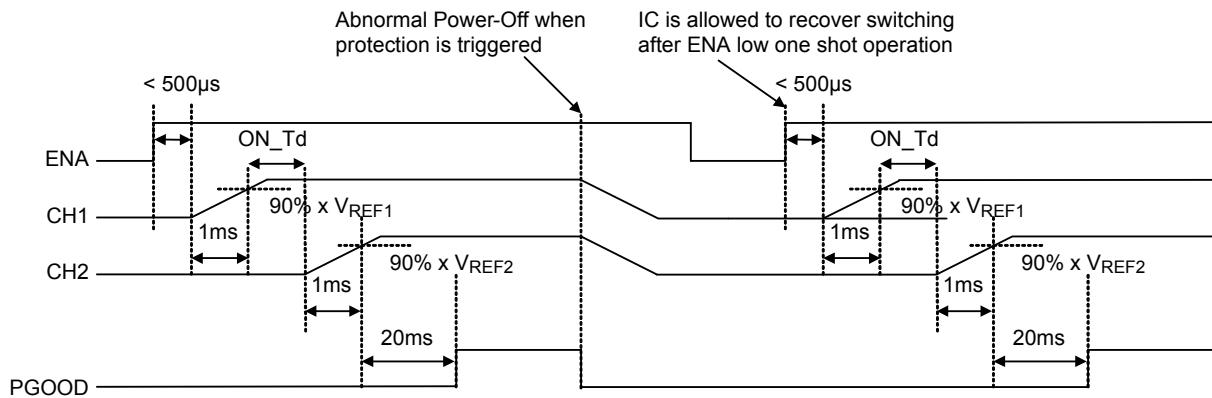 Abnormal Power-Off when
protection is triggered
IC is allowed to recover switching
after ENA low one shot operation
< 500µs
< 500µs
ENA
ON_Td
ON_Td
CH1
90% x VREF1
90% x VREF1
1ms
1ms
CH2
90% x VREF2
90% x VREF2
1ms
1ms
20ms
20ms
PGOOD